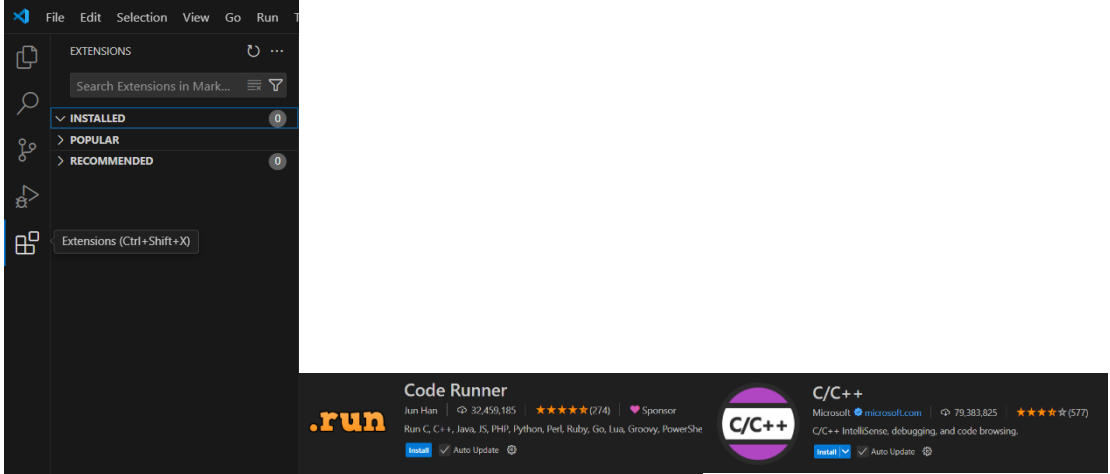 File Edit Selection View Go Run
EXTENSIONS
Search Extensions in Mark...
INSTALLED 0
POPULAR
RECOMMENDED 0
Extensions (Ctrl+Shift+X)
.run
Code Runner
Jun Han 32,459,185 (274) Sponsor
Run C, C++, Java, JS, PHP, Python, Perl, Ruby, Go, Lua, Groovy, PowerShe
Install Auto Update
C/C++
C/C++
Microsoft microsoft.com 79,383,825 (577)
C/C++ IntelliSense, debugging, and code browsing.
Install Auto Update